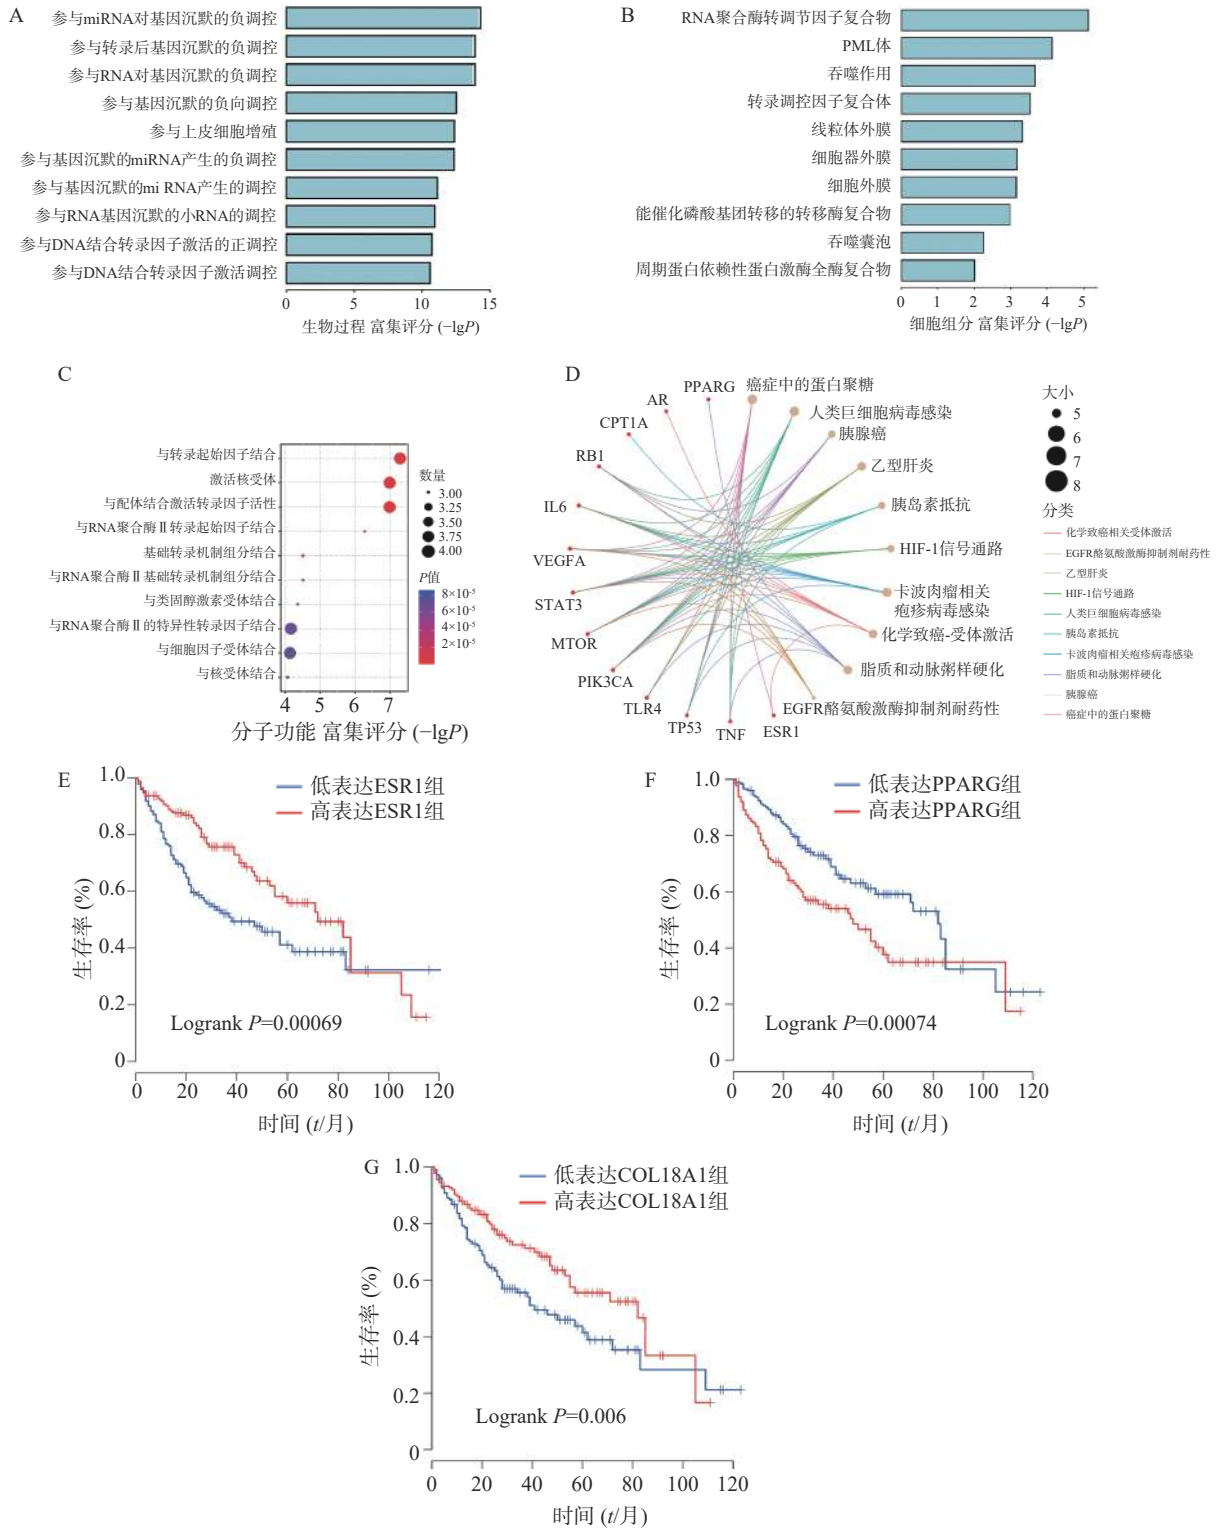 A
参与miRNA对基因沉默的负调控
参与转录后基因沉默的负调控
参与RNA对基因沉默的负调控
参与基因沉默的负向调控
参与上皮细胞增殖
参与基因沉默的miRNA产生的负调控
参与基因沉默的mi RNA产生的调控
参与RNA基因沉默的小RNA的调控
参与DNA结合转录因子激活的正调控
参与DNA结合转录因子激活调控
0 5 10 15
生物过程 富集评分 (−lgP)
B
RNA聚合酶转调节因子复合物
PML体
吞噬作用
转录调控因子复合体
线粒体外膜
细胞器外膜
细胞外膜
能催化磷酸基团转移的转移酶复合物
吞噬囊泡
周期蛋白依赖性蛋白激酶全酶复合物
0 1 2 3 4 5
细胞组分 富集评分 (−lgP)
C
与转录起始因子结合
激活核受体
与配体结合激活转录因子活性
与RNA聚合酶Ⅱ转录起始因子结合
基础转录机制组分结合
与RNA聚合酶Ⅱ基础转录机制组分结合
与类固醇激素受体结合
与RNA聚合酶Ⅱ的特异性转录因子结合
与细胞因子受体结合
与核受体结合
4 5 6 7
分子功能 富集评分 (−lgP)
数量
3.00
3.25
3.50
3.75
4.00
P值
8×10⁻⁵
6×10⁻⁵
4×10⁻⁵
2×10⁻⁵
D
PPARG
AR
CPT1A
RB1
IL6
VEGFA
STAT3
MTOR
PIK3CA
TLR4
TP53
TNF
ESR1
癌症中的蛋白聚糖
人类巨细胞病毒感染
胰腺癌
乙型肝炎
胰岛素抵抗
HIF-1信号通路
卡波肉瘤相关
疱疹病毒感染
化学致癌-受体激活
脂质和动脉粥样硬化
EGFR酪氨酸激酶抑制剂耐药性
大小
5
6
7
8
分类
化学致癌相关受体激活
EGFR酪氨酸激酶抑制剂耐药性
乙型肝炎
HIF-1信号通路
人类巨细胞病毒感染
胰岛素抵抗
卡波肉瘤相关疱疹病毒感染
脂质和动脉粥样硬化
胰腺癌
癌症中的蛋白聚糖
E
低表达ESR1组
高表达ESR1组
1.0
0.8
0.6
0.4
0.2
0
生存率 (%)
Logrank P=0.00069
0 20 40 60 80 100 120
时间 (t/月)
F
低表达PPARG组
高表达PPARG组
1.0
0.8
0.6
0.4
0.2
0
生存率 (%)
Logrank P=0.00074
0 20 40 60 80 100 120
时间 (t/月)
G
低表达COL18A1组
高表达COL18A1组
1.0
0.8
0.6
0.4
0.2
0
生存率 (%)
Logrank P=0.006
0 20 40 60 80 100 120
时间 (t/月)